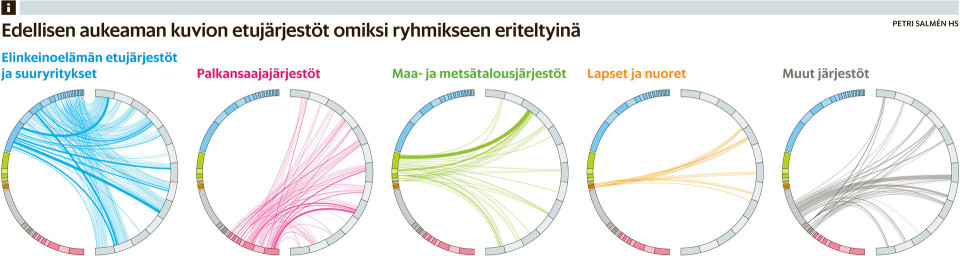 i
PETRI SALMÉN HS
Edellisen aukeaman kuvion etujärjestöt omiksi ryhmikseen eriteltyinä
Elinkeinoelämän etujärjestöt
ja suuryritykset
Palkansaajajärjestöt
Maa- ja metsätalousjärjestöt
Lapset ja nuoret
Muut järjestöt